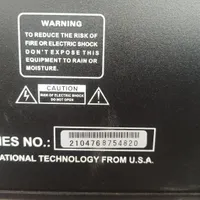 WARNING
TO REDUCE THE RISK OF
FIRE OR ELECTRIC SHOCK
DON'T EXPOSE THIS
EQUIPMENT TO RAIN OR
MOISTURE.
CAUTION
RISK OF ELECTRIC SHOCK
DO NOT OPEN
IES NO.:
2104768754820
ATIONAL TECHNOLOGY FROM U.S.A.